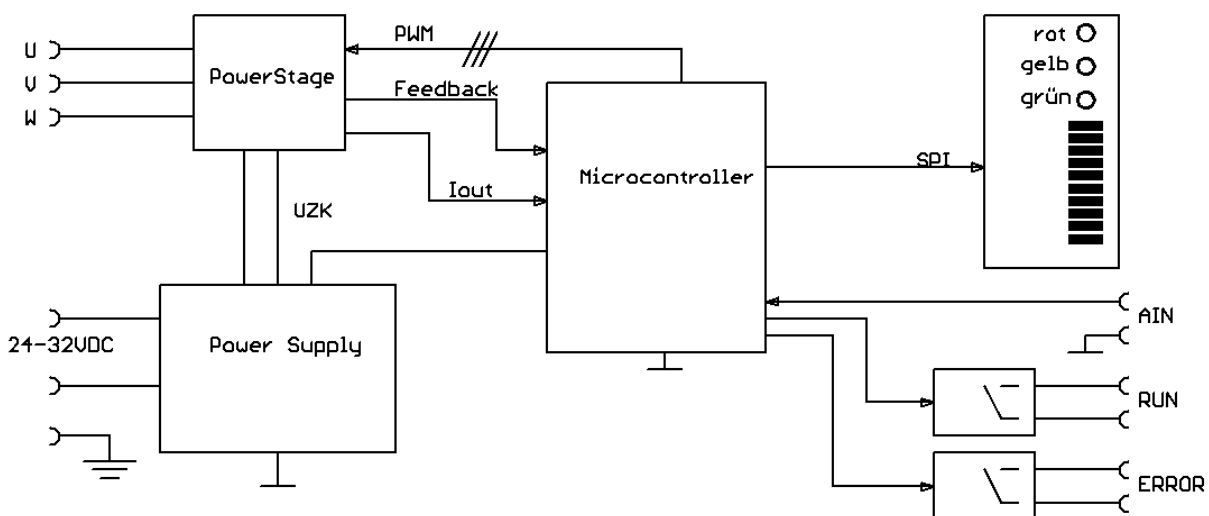 PWM
rot
U
gelb
PowerStage
V
Feedback
grün
W
SPI
Microcontroller
Iout
UZK
AIN
24-32VDC
Power Supply
RUN
ERROR